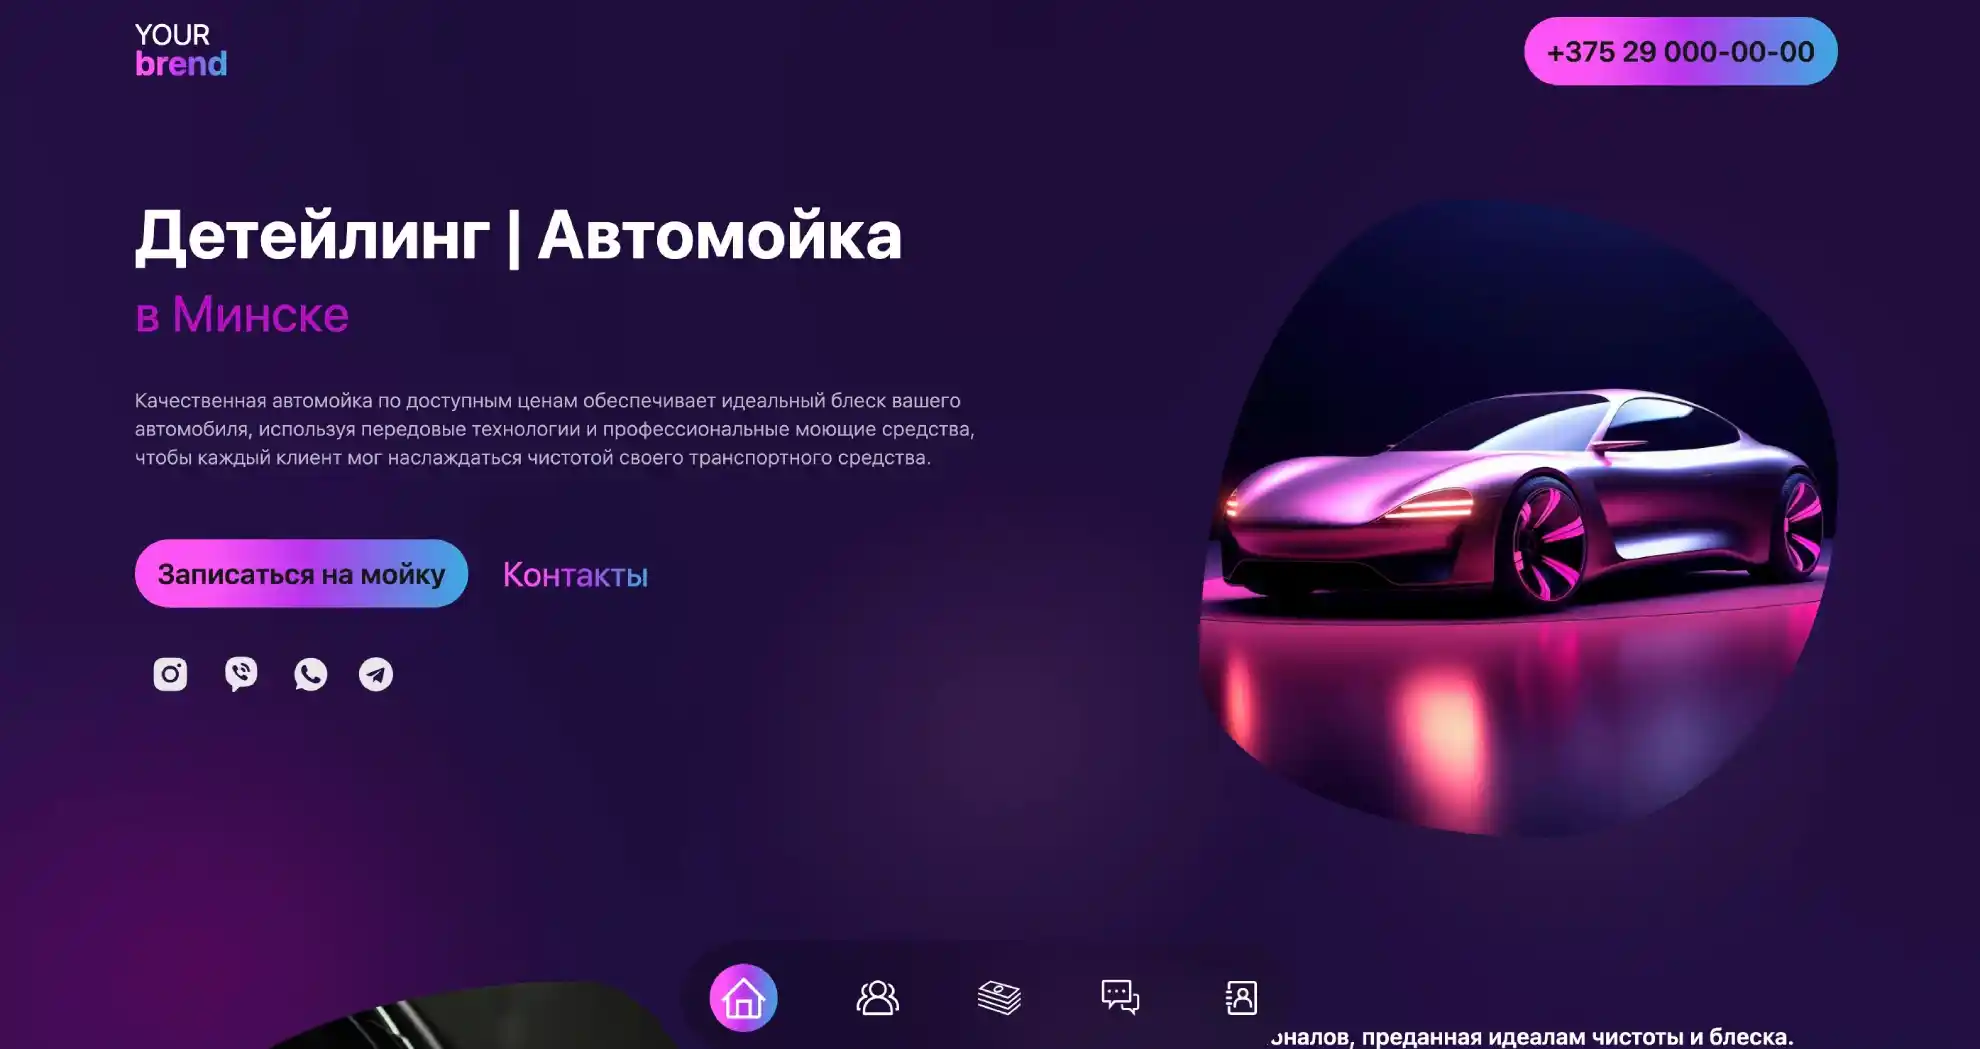 YOUR
brend
+375 29 000-00-00
Детейлинг | Автомойка
в Минске
Качественная автомойка по доступным ценам обеспечивает идеальный блеск вашего
автомобиля, используя передовые технологии и профессиональные моющие средства,
чтобы каждый клиент мог наслаждаться чистотой своего транспортного средства.
Записаться на мойку
Контакты
преданная идеалам чистоты и блеска.